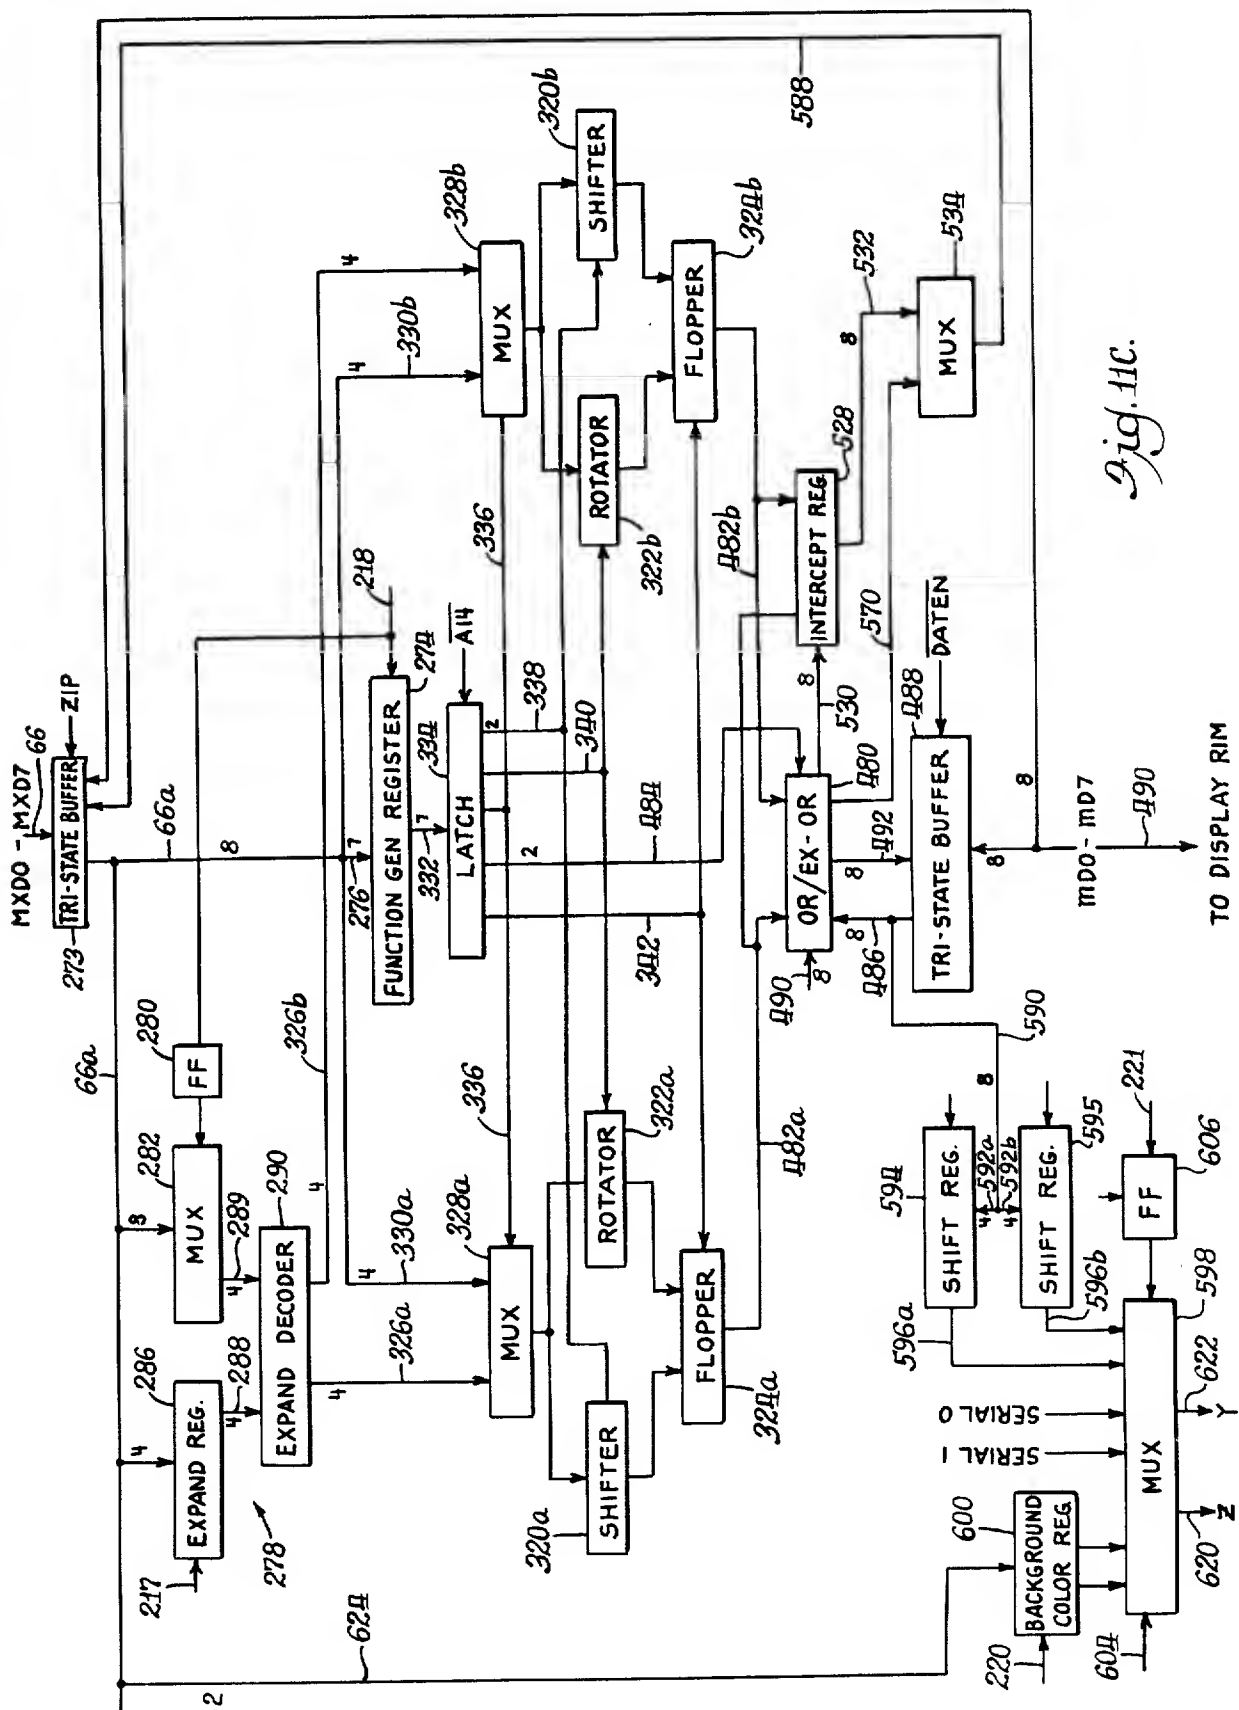 MXD0 - MXD7
66
TRI-STATE BUFFER
ZIP
273
66a
66a
8
280
FF
282
MUX
8
289
4
286
EXPAND REG.
4
288
4
217
278
290
EXPAND DECODER
4
326b
4
326a
4
330a
4
4
330b
4
328b
MUX
320b
SHIFTER
588
218
276
7
FUNCTION GEN REGISTER
274
332
7
334
A14
LATCH
2
338
340
2
484
342
336
336
328a
MUX
322a
ROTATOR
ROTATOR
322b
320a
SHIFTER
FLOPPER
324a
FLOPPER
324b
482a
482b
INTERCEPT REG.
528
8
532
MUX
534
8
530
570
490
8
OR/EX-OR
480
8
486
8
492
DATEN
488
TRI-STATE BUFFER
8
8
590
8
mD0 - mD7
490
TO DISPLAY RIM
594
SHIFT REG.
4
592a
4
592b
SHIFT REG.
595
596a
596b
221
FF
606
598
SERIAL 0
SERIAL 1
MUX
622
Y
620
Z
600
BACKGROUND
COLOR REG.
220
604
624
2
Fig. 11C.